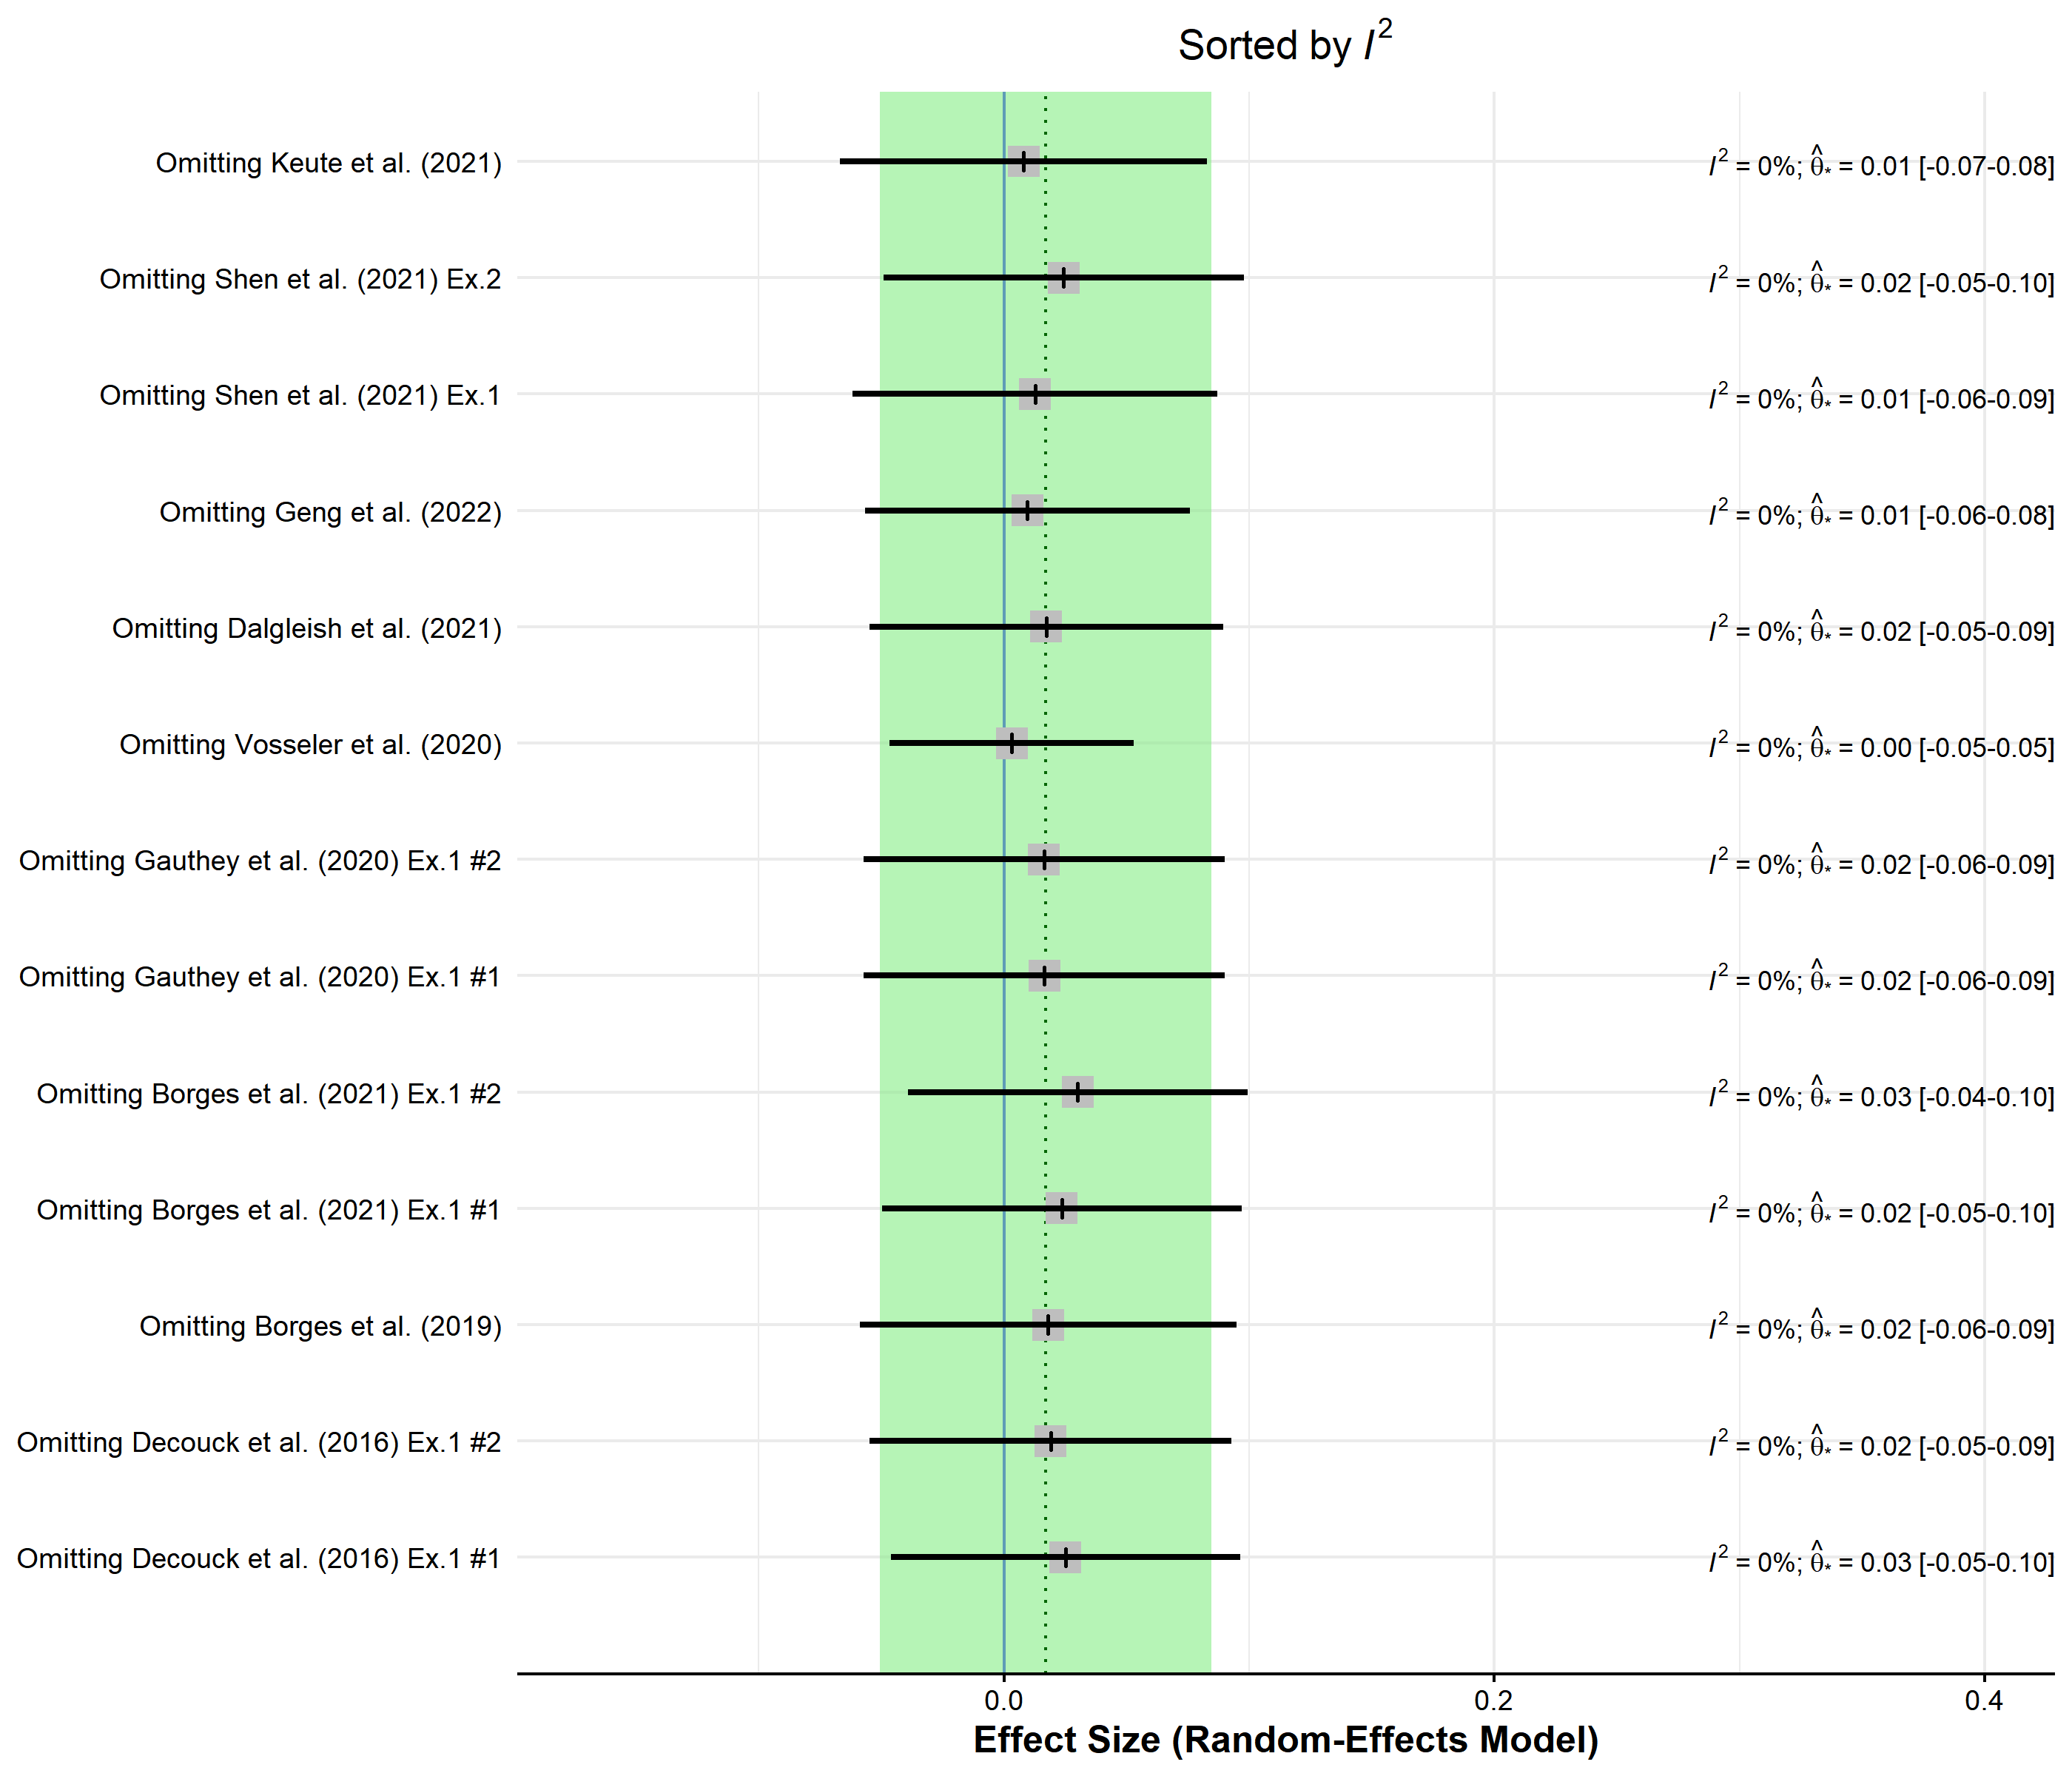 Sorted by I²
Omitting Keute et al. (2021) I² = 0%; θ̂* = 0.01 [-0.07-0.08]
Omitting Shen et al. (2021) Ex.2 I² = 0%; θ̂* = 0.02 [-0.05-0.10]
Omitting Shen et al. (2021) Ex.1 I² = 0%; θ̂* = 0.01 [-0.06-0.09]
Omitting Geng et al. (2022) I² = 0%; θ̂* = 0.01 [-0.06-0.08]
Omitting Dalgleish et al. (2021) I² = 0%; θ̂* = 0.02 [-0.05-0.09]
Omitting Vosseler et al. (2020) I² = 0%; θ̂* = 0.00 [-0.05-0.05]
Omitting Gauthey et al. (2020) Ex.1 #2 I² = 0%; θ̂* = 0.02 [-0.06-0.09]
Omitting Gauthey et al. (2020) Ex.1 #1 I² = 0%; θ̂* = 0.02 [-0.06-0.09]
Omitting Borges et al. (2021) Ex.1 #2 I² = 0%; θ̂* = 0.03 [-0.04-0.10]
Omitting Borges et al. (2021) Ex.1 #1 I² = 0%; θ̂* = 0.02 [-0.05-0.10]
Omitting Borges et al. (2019) I² = 0%; θ̂* = 0.02 [-0.06-0.09]
Omitting Decouck et al. (2016) Ex.1 #2 I² = 0%; θ̂* = 0.02 [-0.05-0.09]
Omitting Decouck et al. (2016) Ex.1 #1 I² = 0%; θ̂* = 0.03 [-0.05-0.10]
0.0 0.2 0.4
Effect Size (Random-Effects Model)